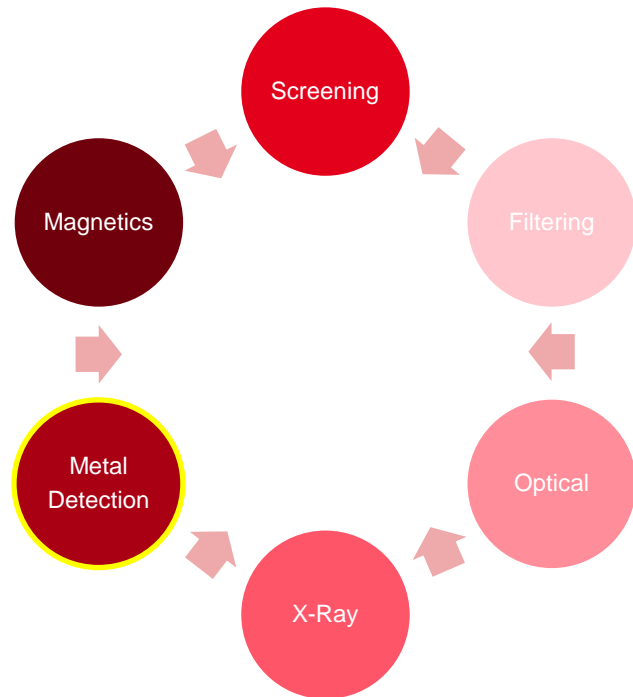 Screening
Filtering
Optical
X-Ray
Metal
Detection
Magnetics